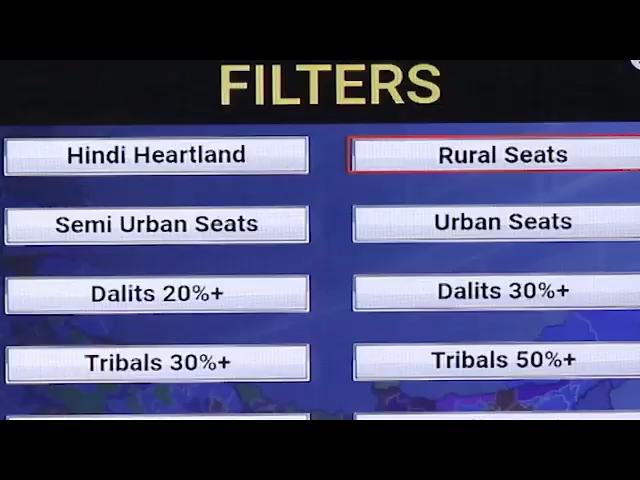 FILTERS
Hindi Heartland
Rural Seats
Semi Urban Seats
Urban Seats
Dalits 20%+
Dalits 30%+
Tribals 30%+
Tribals 50%+